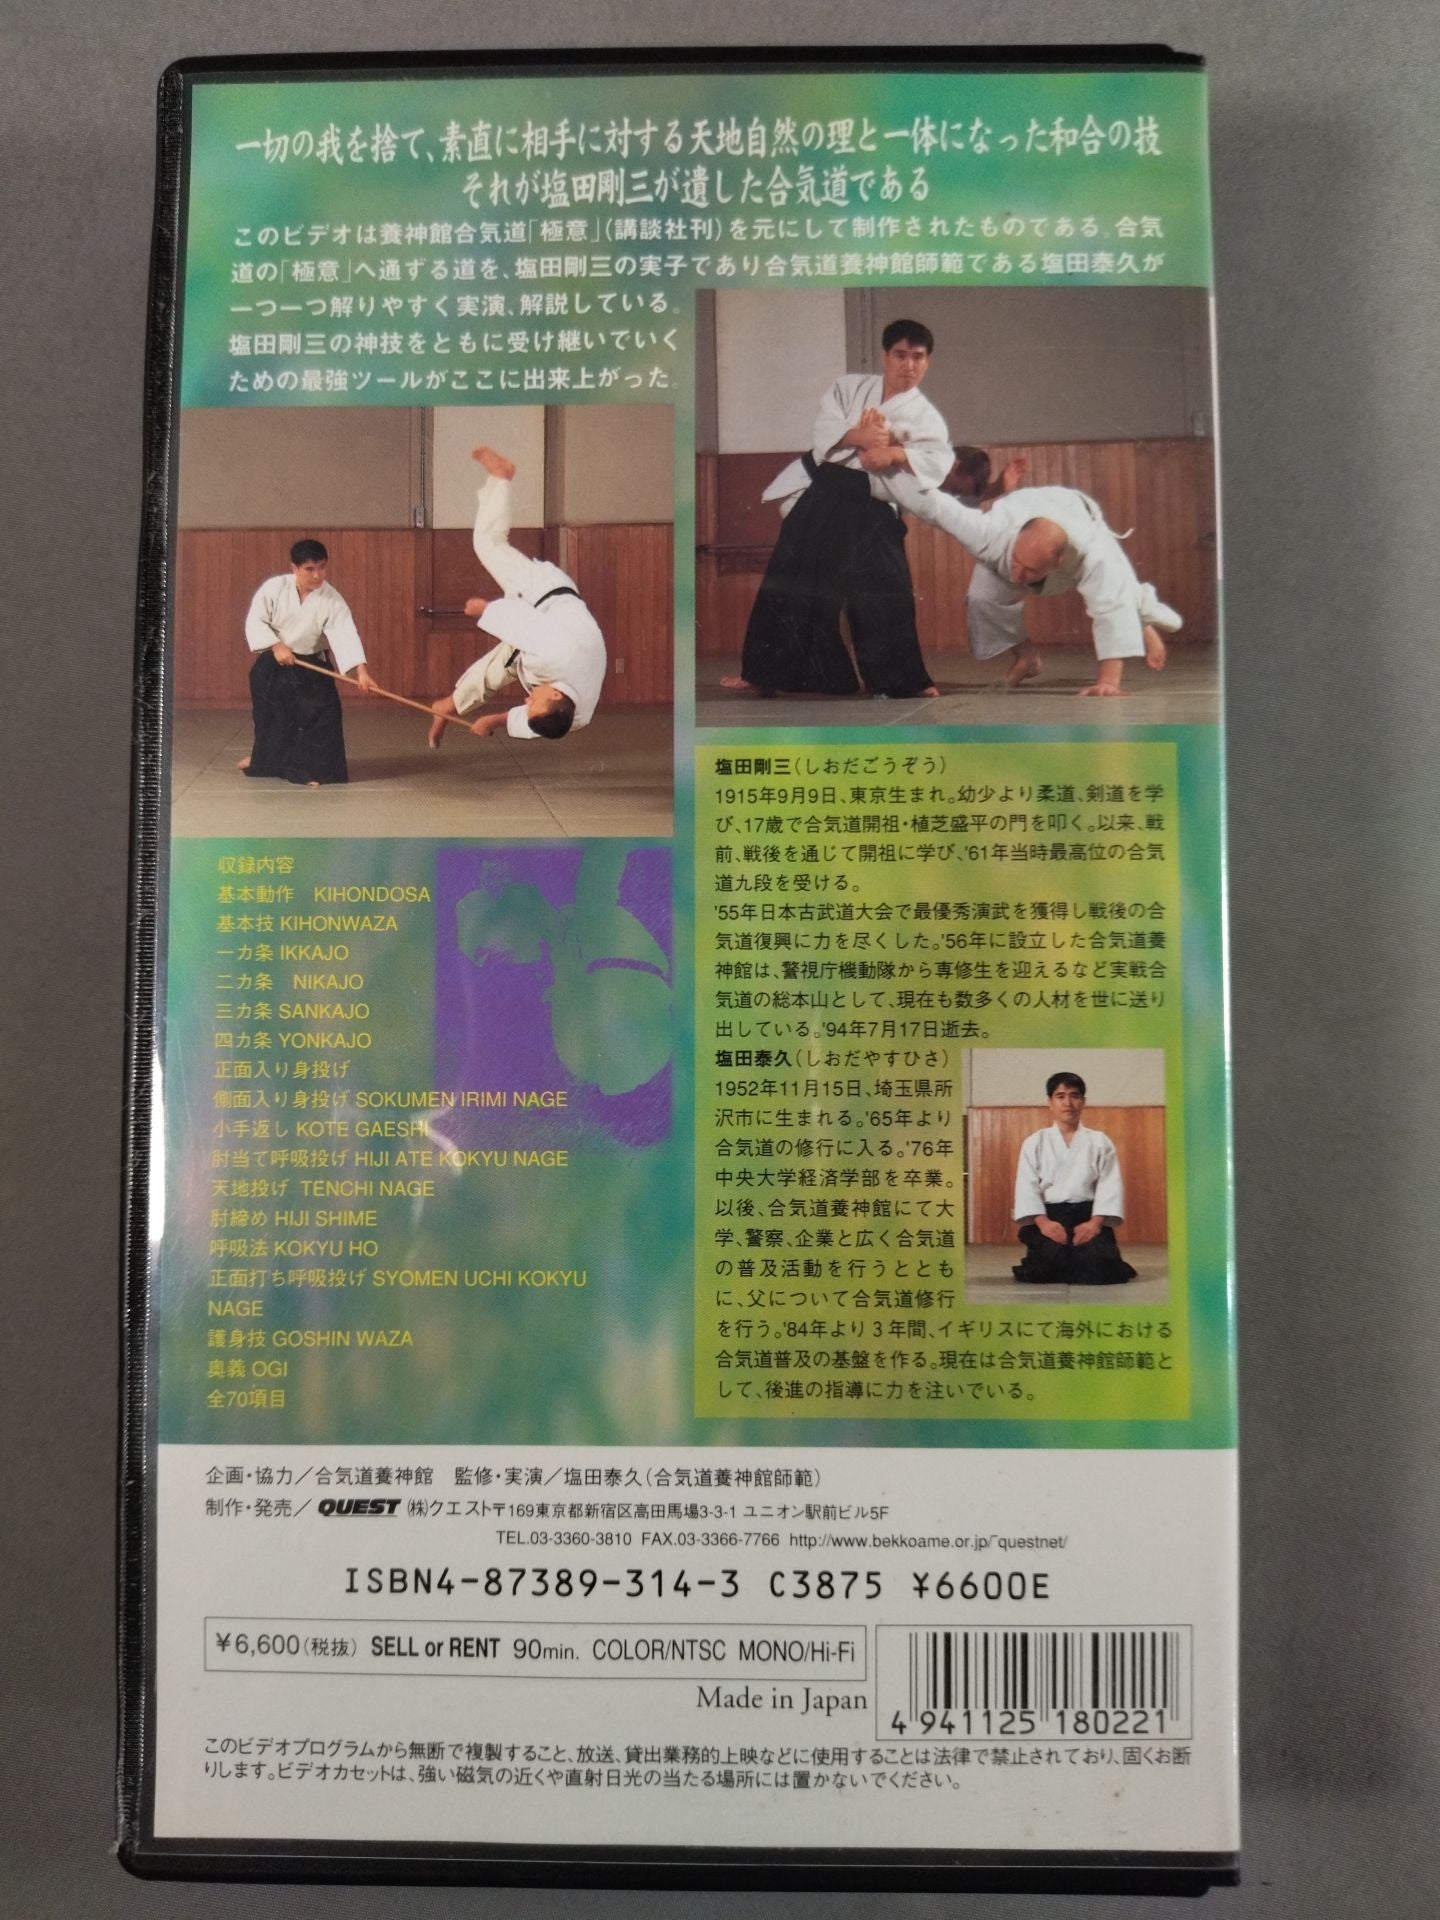 一切の我を捨て、素直に相手に対する天地自然の理と一体になった和合の技
それが塩田剛三が遺した合気道である
このビデオは養神館合気道「極意」(講談社刊)を元にして制作されたものである。合気
道の「極意」へ通ずる道を、塩田剛三の実子であり合気道養神館師範である塩田泰久が
一つ一つ解りやすく実演、解説している。
塩田剛三の神技をともに受け継いでいく
ための最強ツールがここに出来上がった。
収録内容
基本動作 KIHONDOSA
基本技 KIHONWAZA
一カ条 IKKAJO
二カ条 NIKAJO
三カ条 SANKAJO
四カ条 YONKAJO
正面入り身投げ
側面入り身投げ SOKUMEN IRIMI NAGE
小手返し KOTE GAESHI
肘当て呼吸投げ HIJI ATE KOKYU NAGE
天地投げ TENCHI NAGE
肘締め HIJI SHIME
呼吸法 KOKYU HO
正面打ち呼吸投げ SYOMEN UCHI KOKYU
NAGE
護身技 GOSHIN WAZA
奥義 OGI
全70項目
塩田剛三(しおだごうぞう)
1915年9月9日、東京生まれ。幼少より柔道、剣道を学
び、17歳で合気道開祖・植芝盛平の門を叩く。以来、戦
前、戦後を通じて開祖に学び、'61年当時最高位の合気
道九段を受ける。
'55年日本古武道大会で最優秀演武を獲得し戦後の合
気道復興に力を尽くした。'56年に設立した合気道養
神館は、警視庁機動隊から専修生を迎えるなど実戦合
気道の総本山として、現在も数多くの人材を世に送り
出している。'94年7月17日逝去。
塩田泰久(しおだやすひさ)
1952年11月15日、埼玉県所
沢市に生まれる。'65年より
合気道の修行に入る。'76年
中央大学経済学部を卒業。
以後、合気道養神館にて大
学、警察、企業と広く合気道
の普及活動を行うととも
に、父について合気道修行
を行う。'84年より3年間、イギリスにて海外における
合気道普及の基盤を作る。現在は合気道養神館師範と
して、後進の指導に力を注いでいる。
企画・協力/合気道養神館 監修・実演/塩田泰久(合気道養神館師範)
制作・発売/QUEST (株)クエスト〒169東京都新宿区高田馬場3-3-1 ユニオン駅前ビル5F
TEL.03-3360-3810 FAX.03-3366-7766 http://www.bekkoame.or.jp/~questnet/
ISBN4-87389-314-3 C3875 ¥6600E
¥6,600(税抜) SELL or RENT 90min. COLOR/NTSC MONO/Hi-Fi
Made in Japan
4 941125 180221
このビデオプログラムから無断で複製すること、放送、貸出業務的上映などに使用することは法律で禁止されており、固くお断
りします。ビデオカセットは、強い磁気の近くや直射日光の当たる場所には置かないでください。